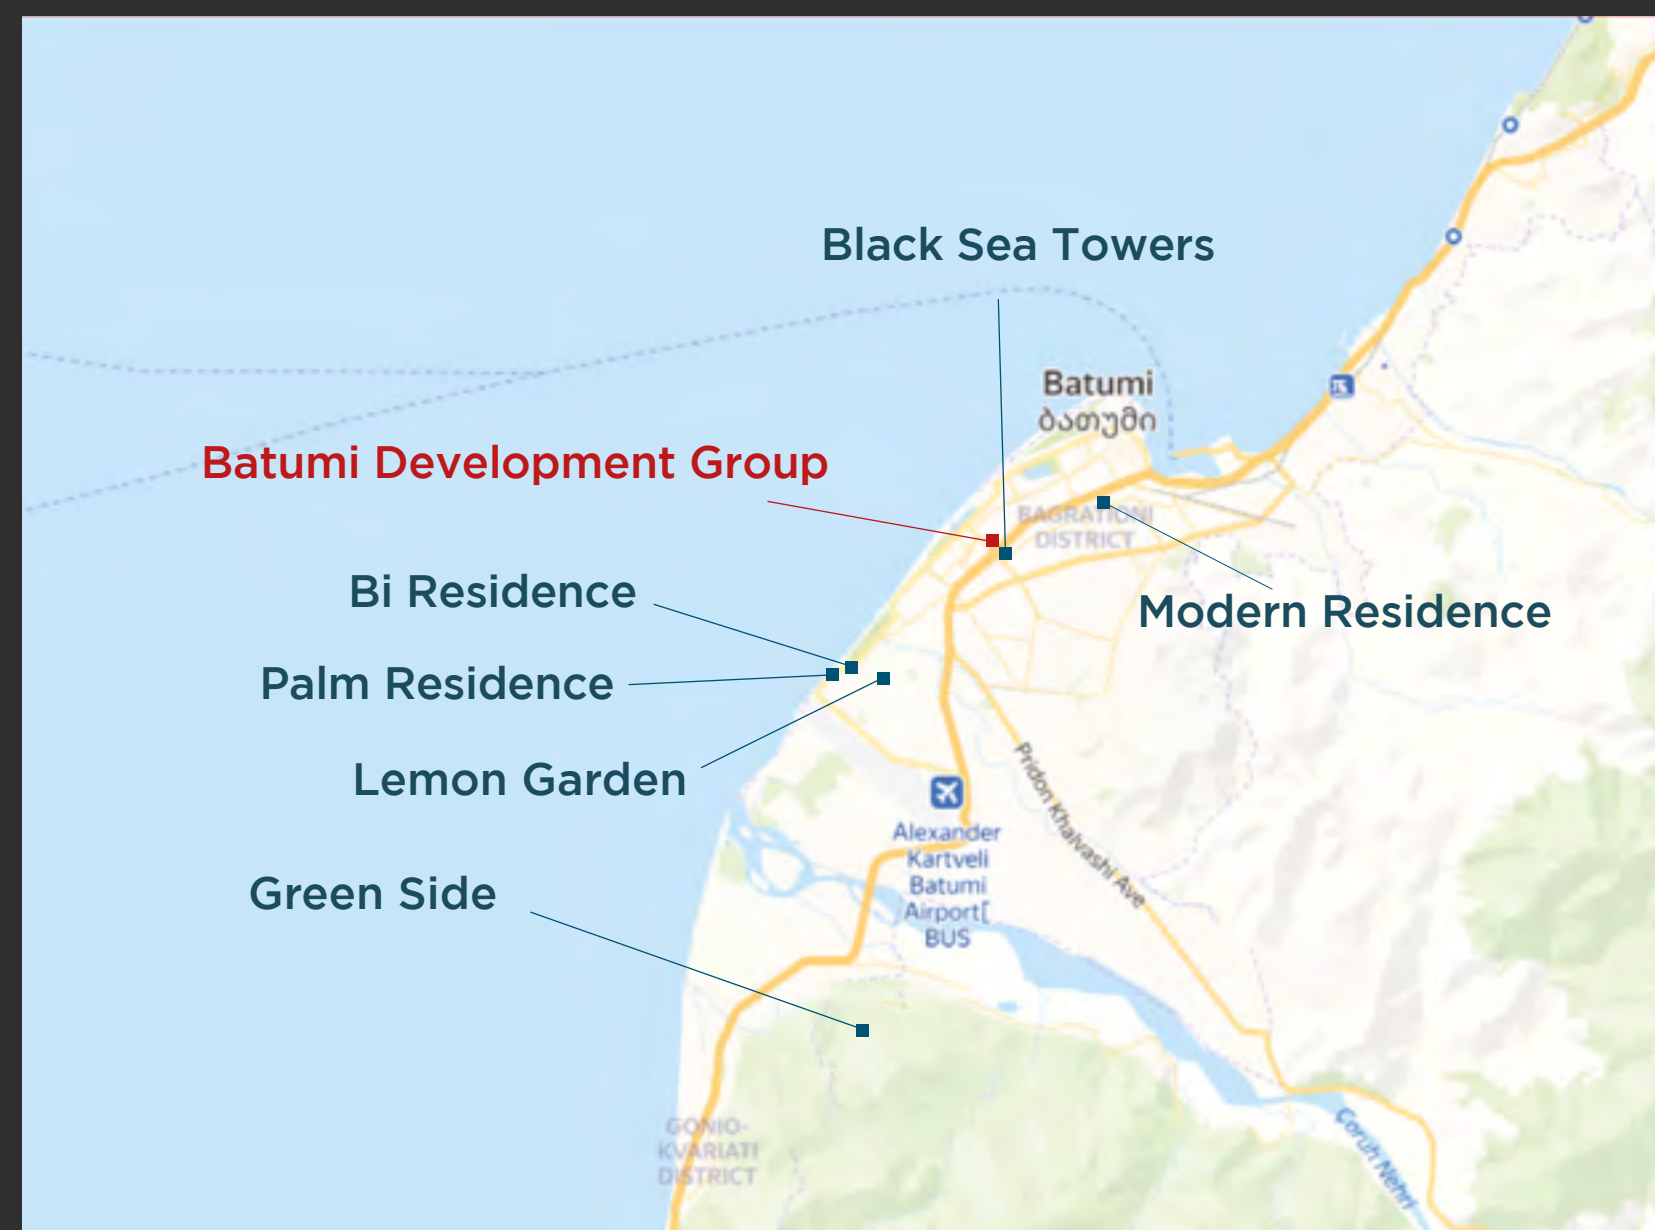 Black Sea Towers
Batumi
ბათუმი
Batumi Development Group
BAGRATIONI
DISTRICT
Bi Residence
Modern Residence
Palm Residence
Lemon Garden
Pridon Khalvashi Ave
Alexander
Kartveli
Batumi
Airport[
BUS
Green Side
GONIO-
KVARIATI
DISTRICT
Çoruh Nehri